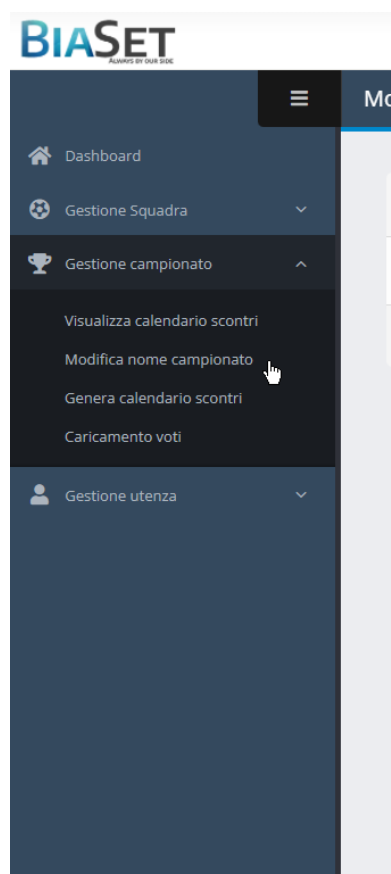 BIASET
ALWAYS BY OUR SIDE
Mo
Dashboard
Gestione Squadra
Gestione campionato
Visualizza calendario scontri
Modifica nome campionato
Genera calendario scontri
Caricamento voti
Gestione utenza